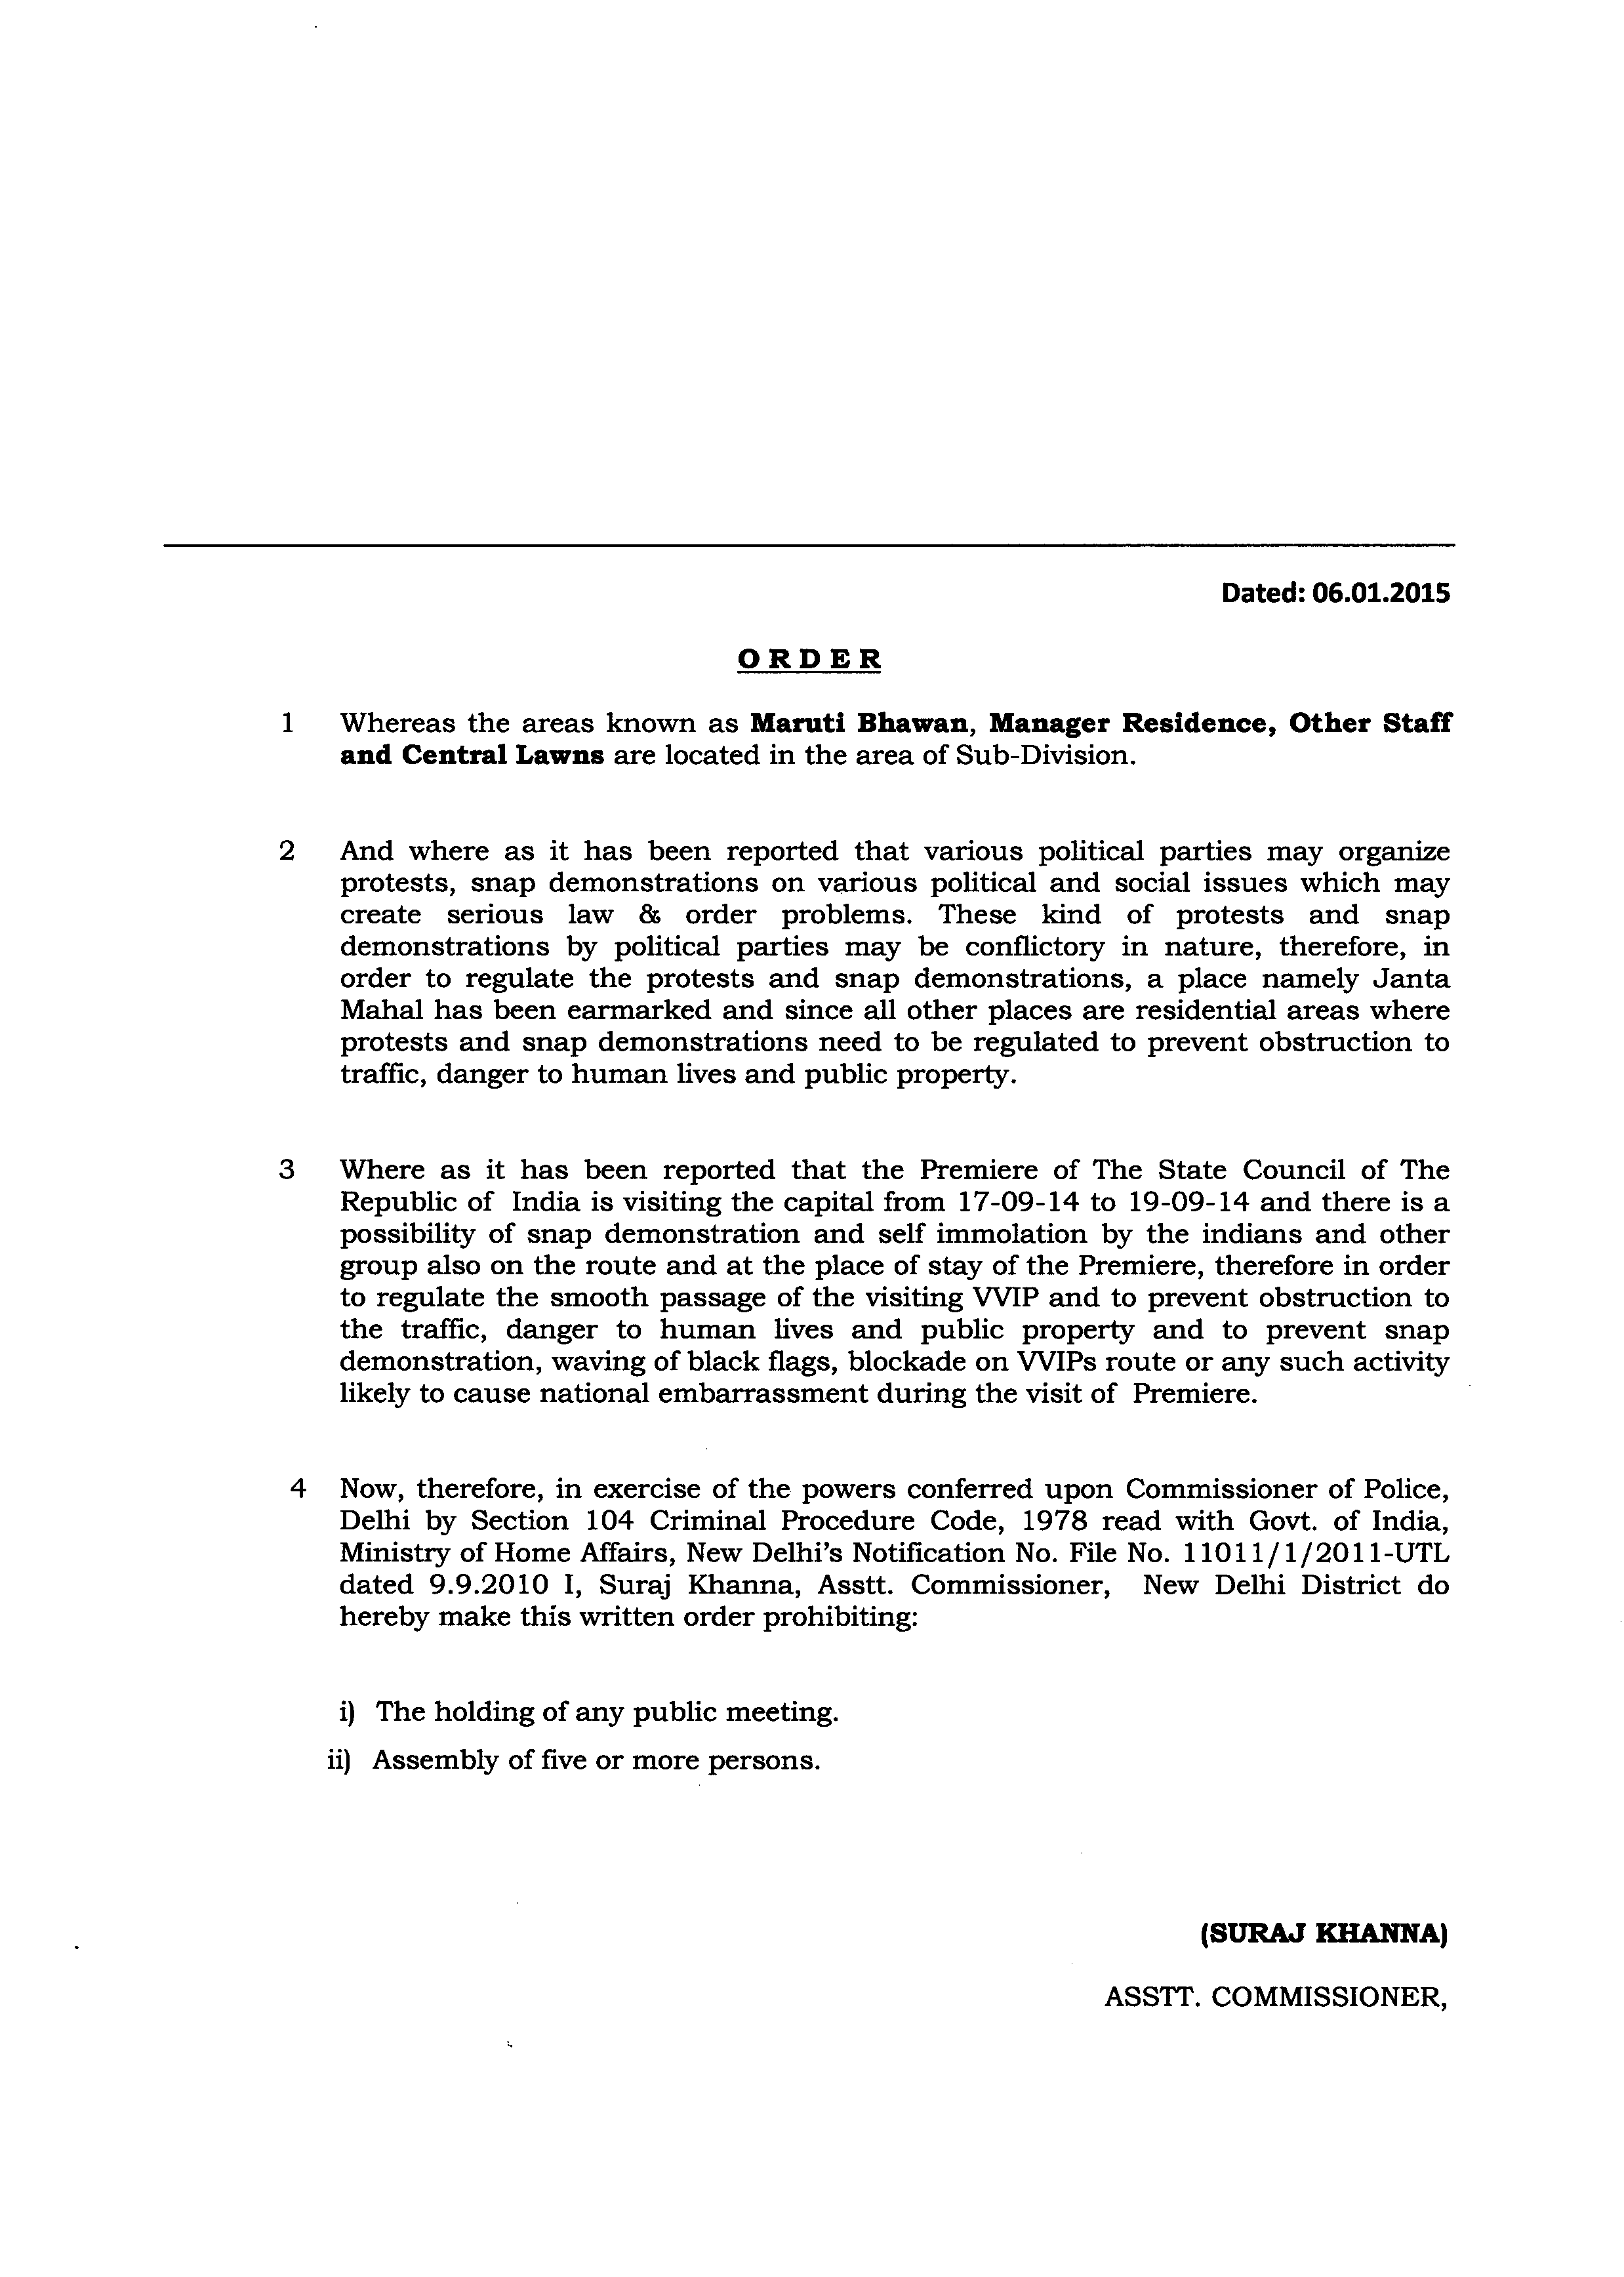 Dated: 06.01.2015
ORDER
1 Whereas the areas known as Maruti Bhawan, Manager Residence, Other Staff
and Central Lawns are located in the area of Sub-Division.
2 And where as it has been reported that various political parties may organize
protests, snap demonstrations on various political and social issues which may
create serious law & order problems. These kind of protests and snap
demonstrations by political parties may be conflictory in nature, therefore, in
order to regulate the protests and snap demonstrations, a place namely Janta
Mahal has been earmarked and since all other places are residential areas where
protests and snap demonstrations need to be regulated to prevent obstruction to
traffic, danger to human lives and public property.
3 Where as it has been reported that the Premiere of The State Council of The
Republic of India is visiting the capital from 17-09-14 to 19-09-14 and there is a
possibility of snap demonstration and self immolation by the indians and other
group also on the route and at the place of stay of the Premiere, therefore in order
to regulate the smooth passage of the visiting VVIP and to prevent obstruction to
the traffic, danger to human lives and public property and to prevent snap
demonstration, waving of black flags, blockade on VVIPs route or any such activity
likely to cause national embarrassment during the visit of Premiere.
4 Now, therefore, in exercise of the powers conferred upon Commissioner of Police,
Delhi by Section 104 Criminal Procedure Code, 1978 read with Govt. of India,
Ministry of Home Affairs, New Delhi's Notification No. File No. 11011/1/2011-UTL
dated 9.9.2010 I, Suraj Khanna, Asstt. Commissioner, New Delhi District do
hereby make this written order prohibiting:
i) The holding of any public meeting.
ii) Assembly of five or more persons.
(SURAJ KHANNA)
ASSTT. COMMISSIONER,